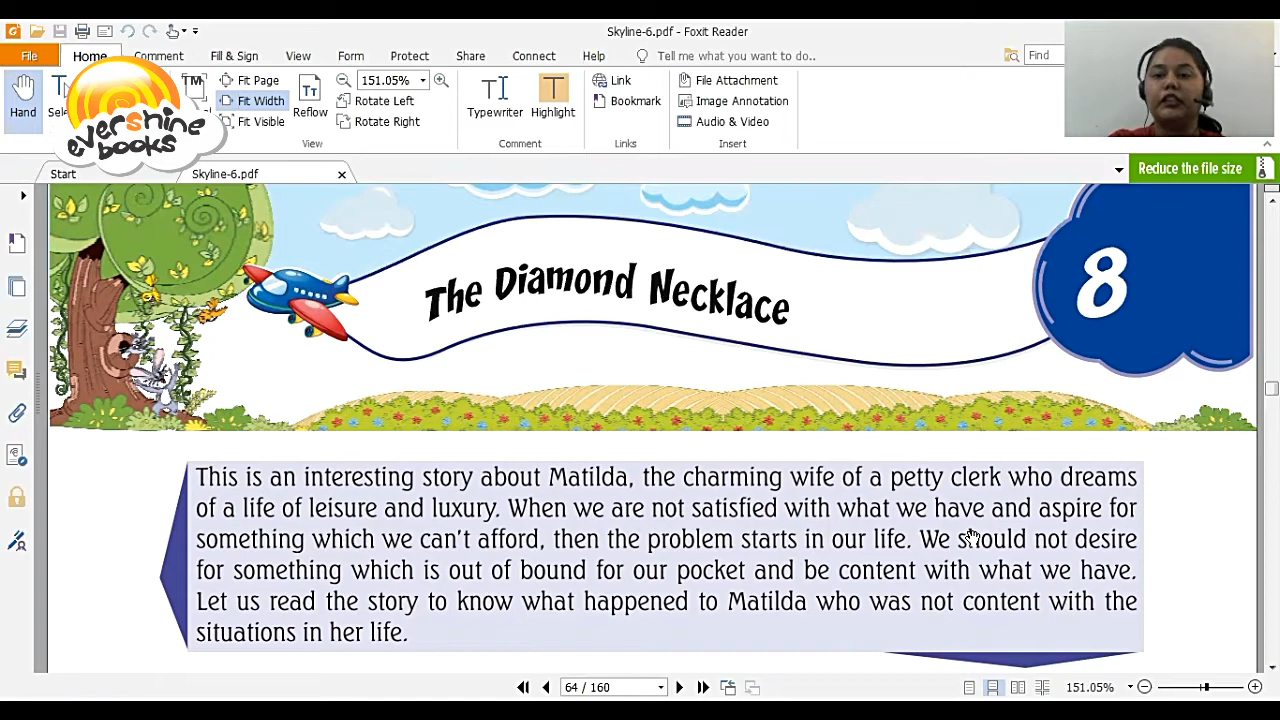 Skyline-6.pdf - Foxit Reader
File Home Comment Fill & Sign View Form Protect Share Connect Help Tell me what you want to do.. Find
Hand
Fit Page
Fit Width
Fit Visible
Reflow
151.05%
Rotate Left
Rotate Right
View
Typewriter Highlight
Comment
Link
Bookmark
Links
File Attachment
Image Annotation
Audio & Video
Insert
evershine
books
Start Skyline-6.pdf
Reduce the file size
The Diamond Necklace
8
This is an interesting story about Matilda, the charming wife of a petty clerk who dreams
of a life of leisure and luxury. When we are not satisfied with what we have and aspire for
something which we can't afford, then the problem starts in our life. We should not desire
for something which is out of bound for our pocket and be content with what we have.
Let us read the story to know what happened to Matilda who was not content with the
situations in her life.
64 / 160
151.05%